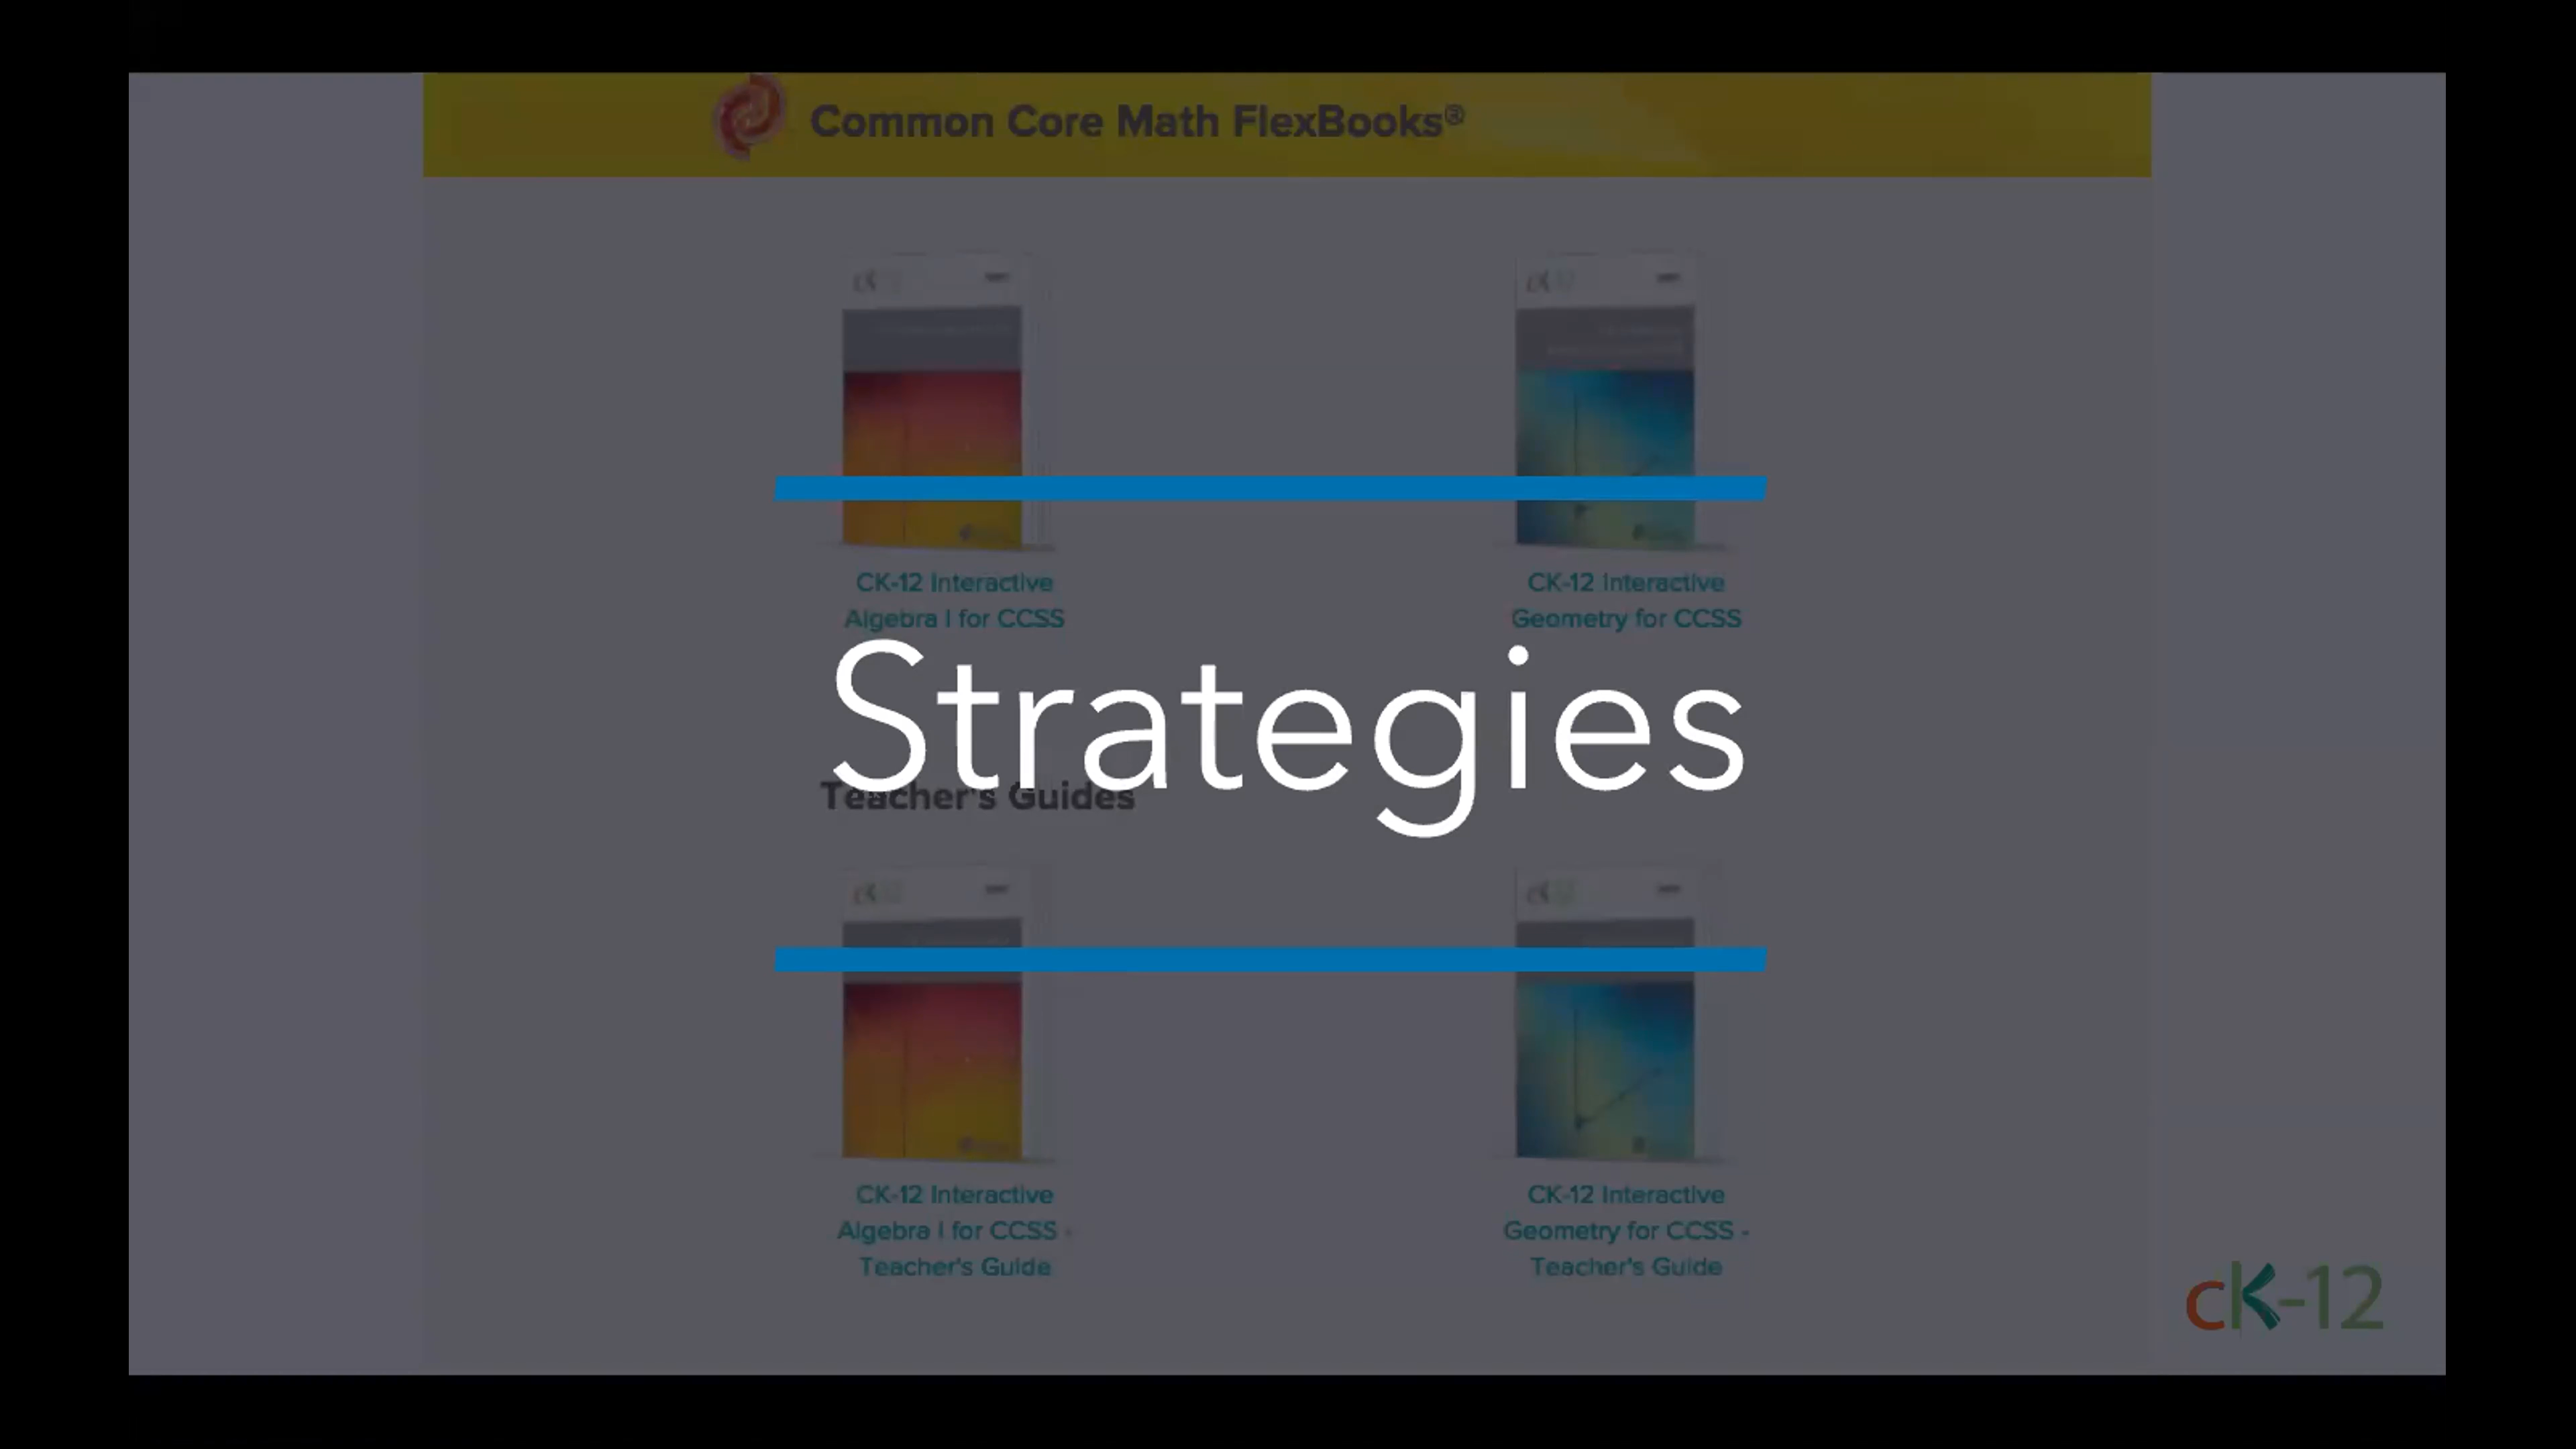 Common Core Math FlexBooks®
CK-12 Interactive
Algebra I for CCSS
CK-12 Interactive
Geometry for CCSS
Strategies
Teacher's Guides
CK-12 Interactive
Algebra I for CCSS -
Teacher's Guide
CK-12 Interactive
Geometry for CCSS -
Teacher's Guide
cK-12